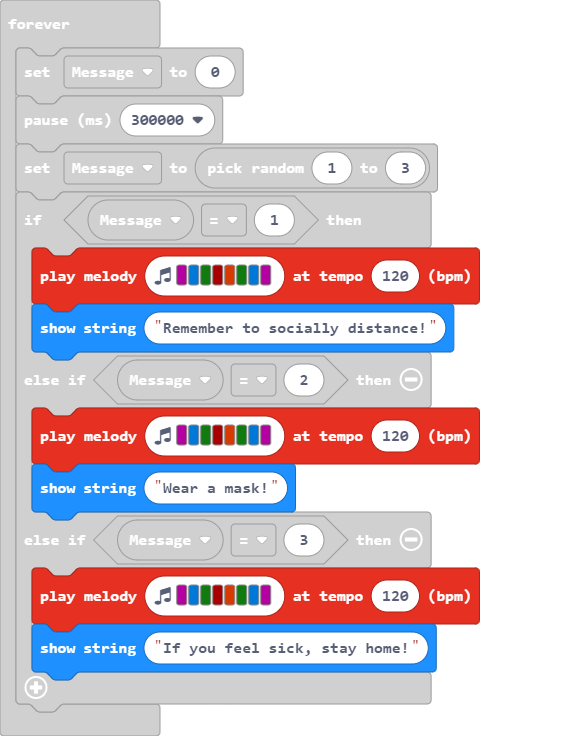 forever
set Message to 0
pause (ms) 300000
set Message to pick random 1 to 3
if Message = 1 then
play melody at tempo 120 (bpm)
show string "Remember to socially distance!"
else if Message = 2 then
play melody at tempo 120 (bpm)
show string "Wear a mask!"
else if Message = 3 then
play melody at tempo 120 (bpm)
show string "If you feel sick, stay home!"